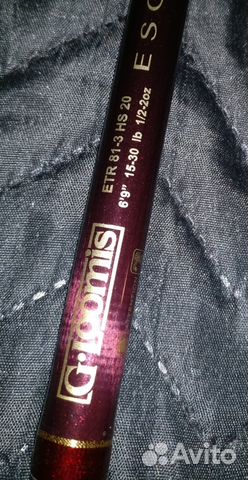 ESC
ETR 81-3 HS 20
6'9" 15-30 lb 1/2-2oz
G·Loomis
Avito